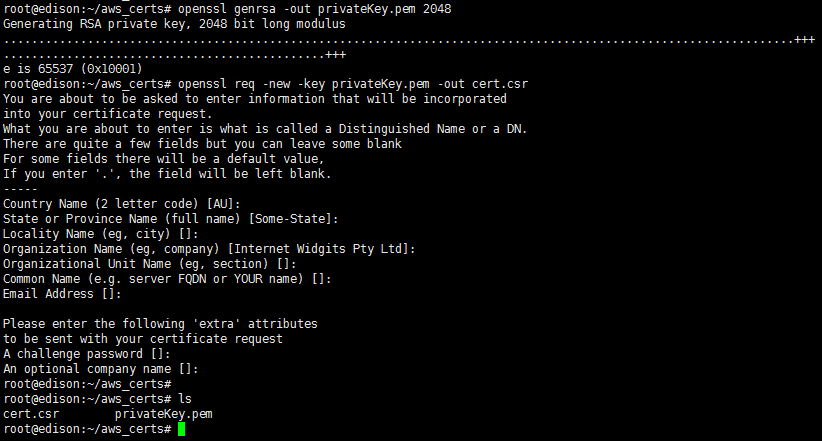 root@edison:~/aws_certs# openssl genrsa -out privateKey.pem 2048
Generating RSA private key, 2048 bit long modulus
.................................................................................................................+++
..............................................+++
e is 65537 (0x10001)
root@edison:~/aws_certs# openssl req -new -key privateKey.pem -out cert.csr
You are about to be asked to enter information that will be incorporated
into your certificate request.
What you are about to enter is what is called a Distinguished Name or a DN.
There are quite a few fields but you can leave some blank
For some fields there will be a default value,
If you enter '.', the field will be left blank.
-----
Country Name (2 letter code) [AU]:
State or Province Name (full name) [Some-State]:
Locality Name (eg, city) []:
Organization Name (eg, company) [Internet Widgits Pty Ltd]:
Organizational Unit Name (eg, section) []:
Common Name (e.g. server FQDN or YOUR name) []:
Email Address []:

Please enter the following 'extra' attributes
to be sent with your certificate request
A challenge password []:
An optional company name []:
root@edison:~/aws_certs#
root@edison:~/aws_certs# ls
cert.csr        privateKey.pem
root@edison:~/aws_certs#